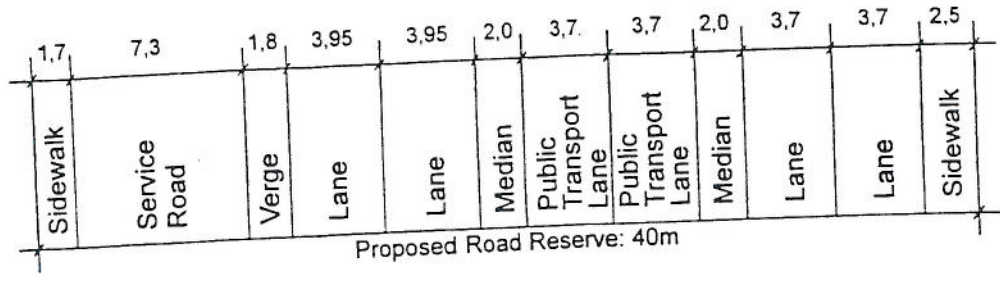 1,7 7,3 1,8 3,95 3,95 2,0 3,7. 3,7 2,0 3,7 3,7 2,5
Sidewalk
Service
Road
Verge
Lane
Lane
Median
Public
Transport
Lane
Public
Transport
Lane
Median
Lane
Lane
Sidewalk
Proposed Road Reserve: 40m